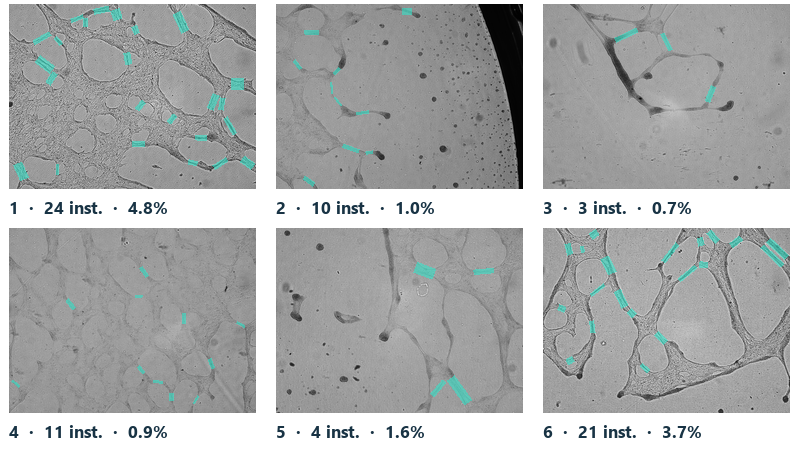 1 · 24 inst. · 4.8%
2 · 10 inst. · 1.0%
3 · 3 inst. · 0.7%
4 · 11 inst. · 0.9%
5 · 4 inst. · 1.6%
6 · 21 inst. · 3.7%